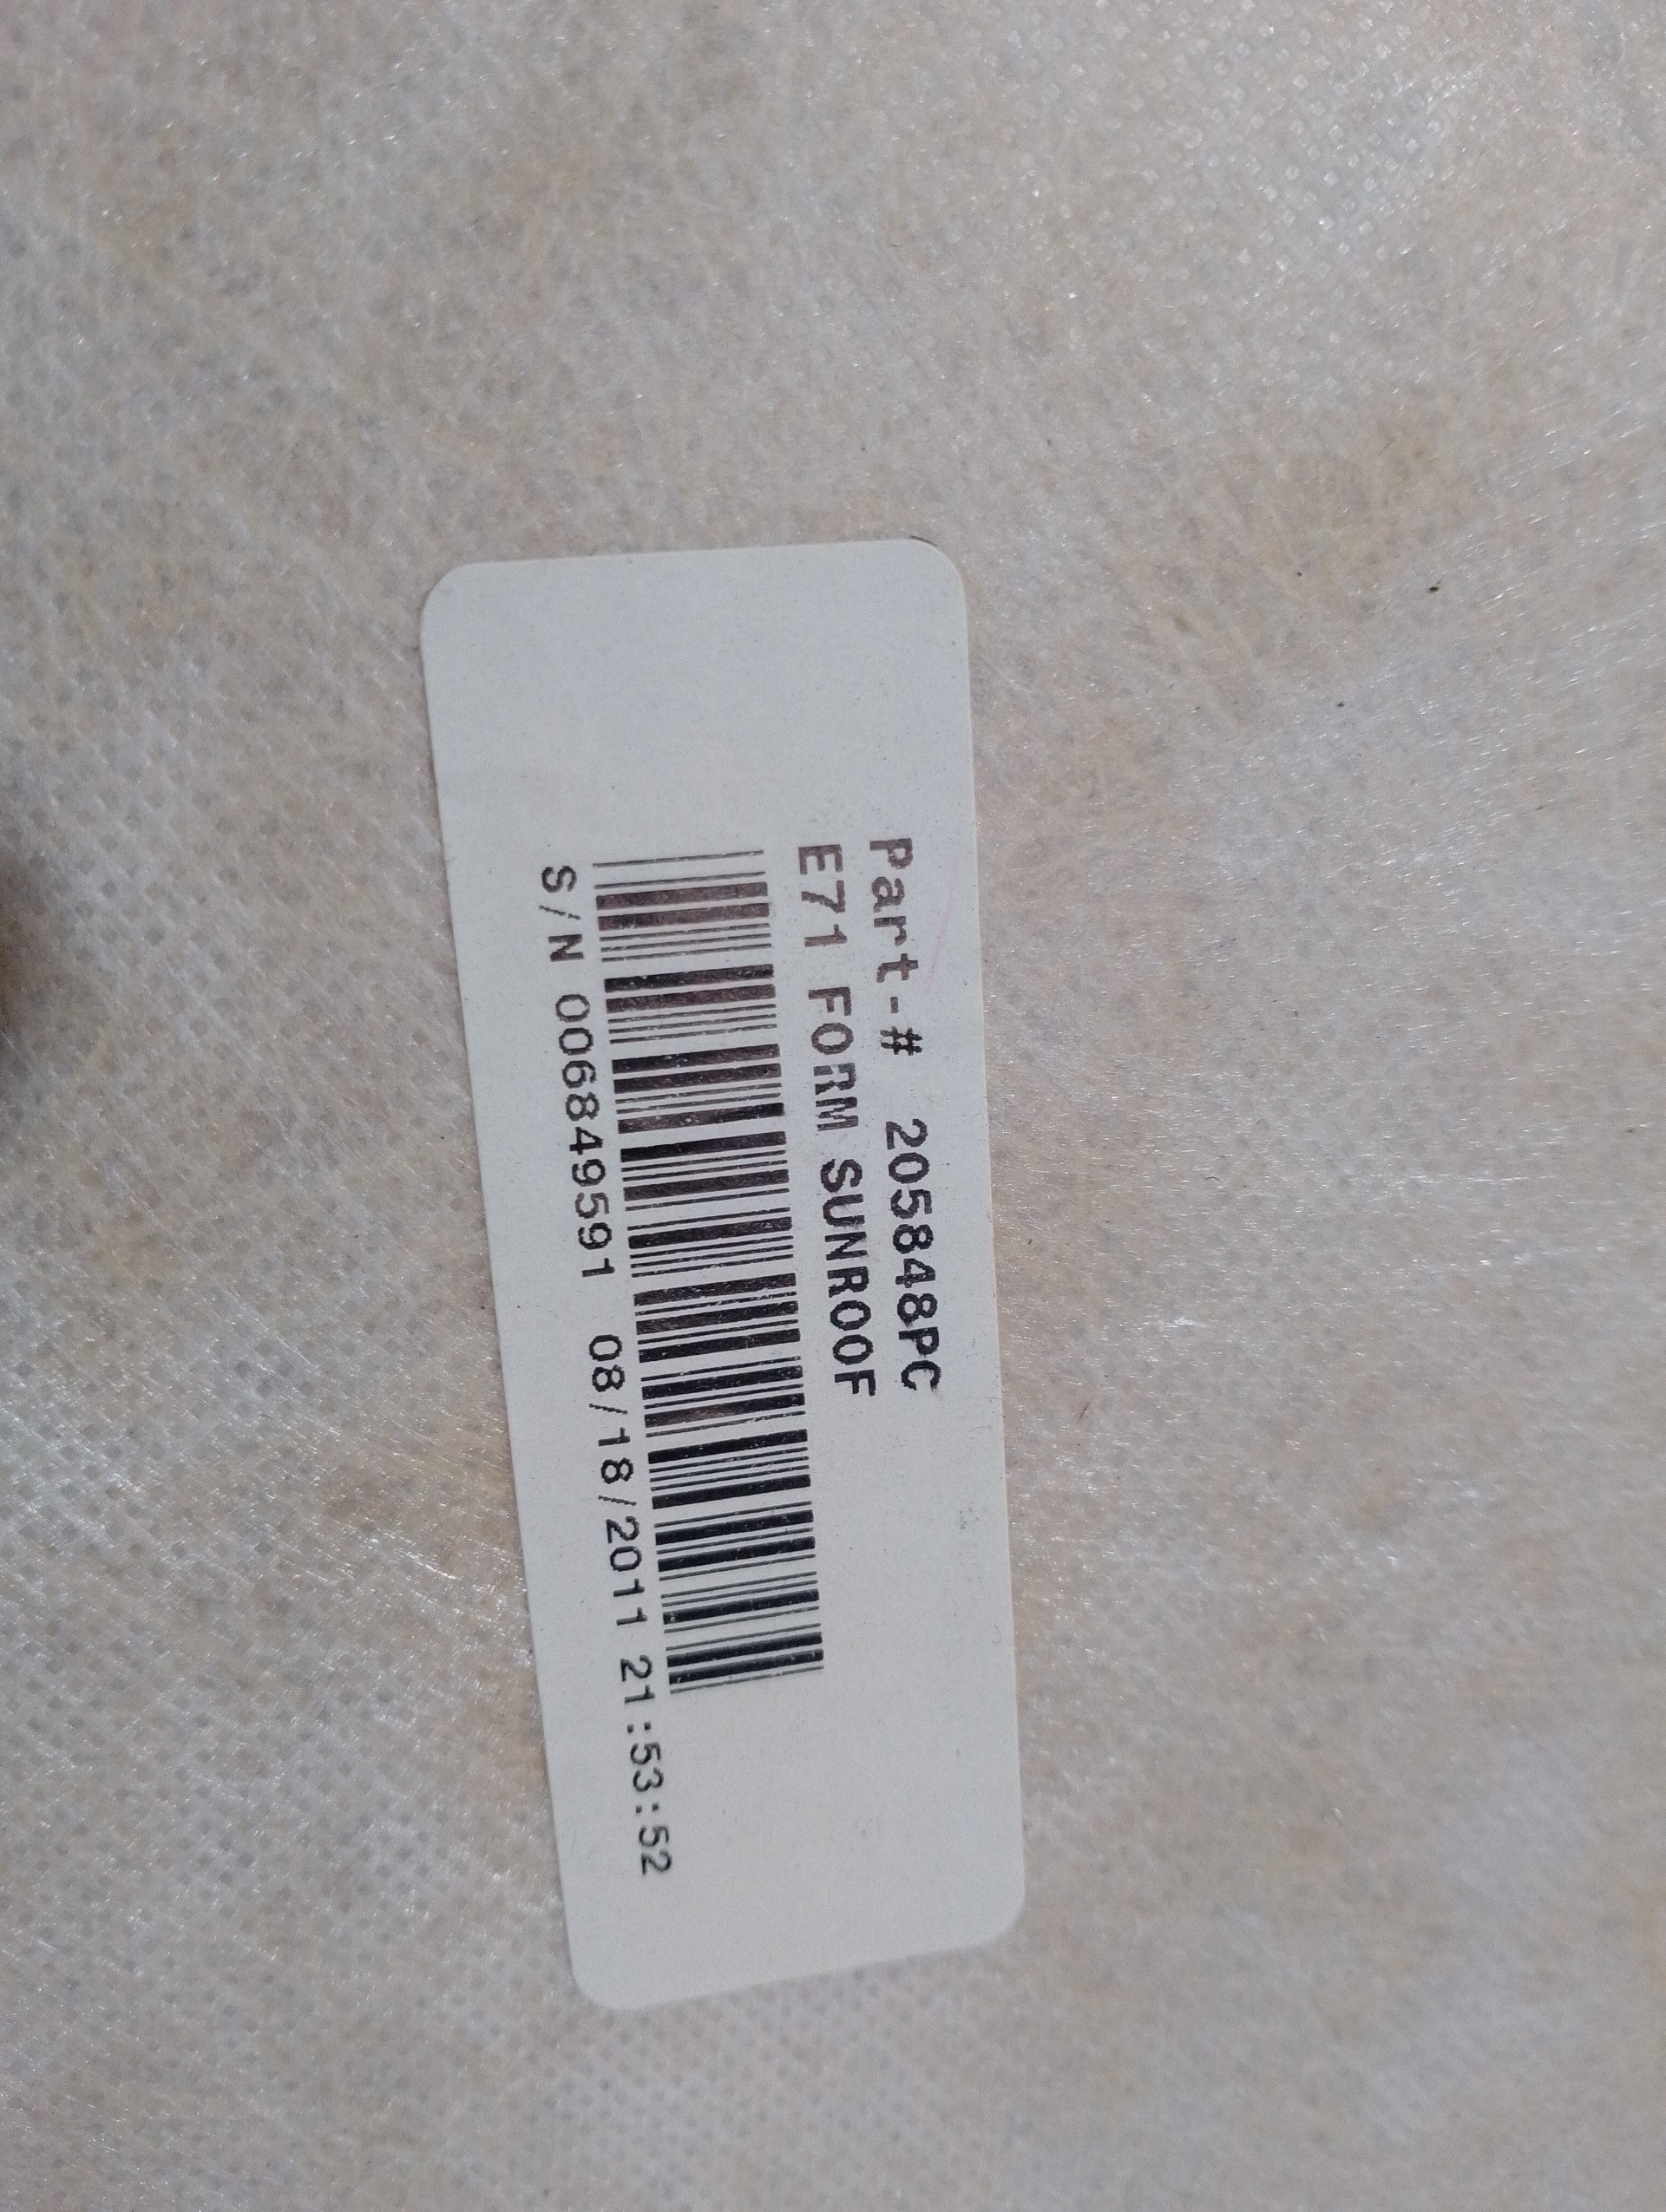 Part-# 205848PC
E71 FORM SUNROOF
S/N 006849591 08/18/2011 21:53:52